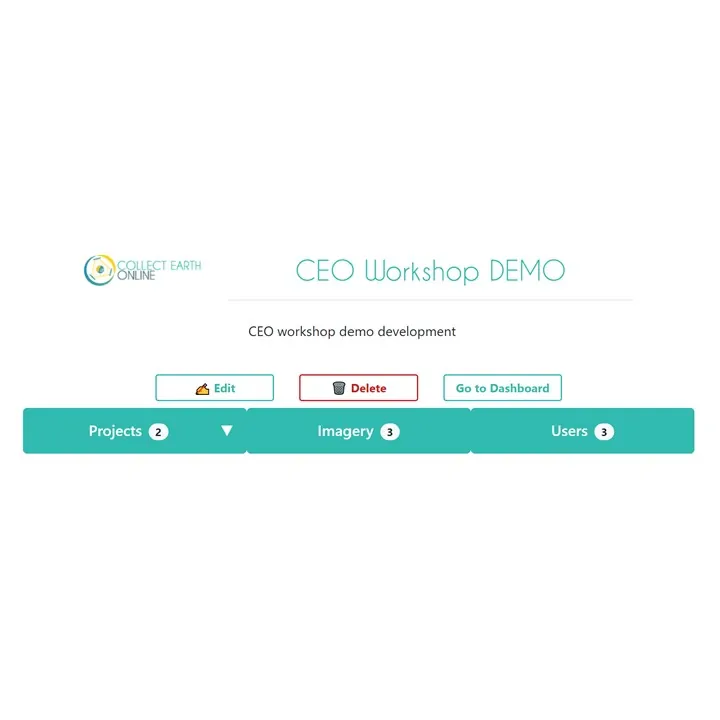 COLLECT EARTH
ONLINE
CEO Workshop DEMO
CEO workshop demo development
Edit
Delete
Go to Dashboard
Projects 2
Imagery 3
Users 3